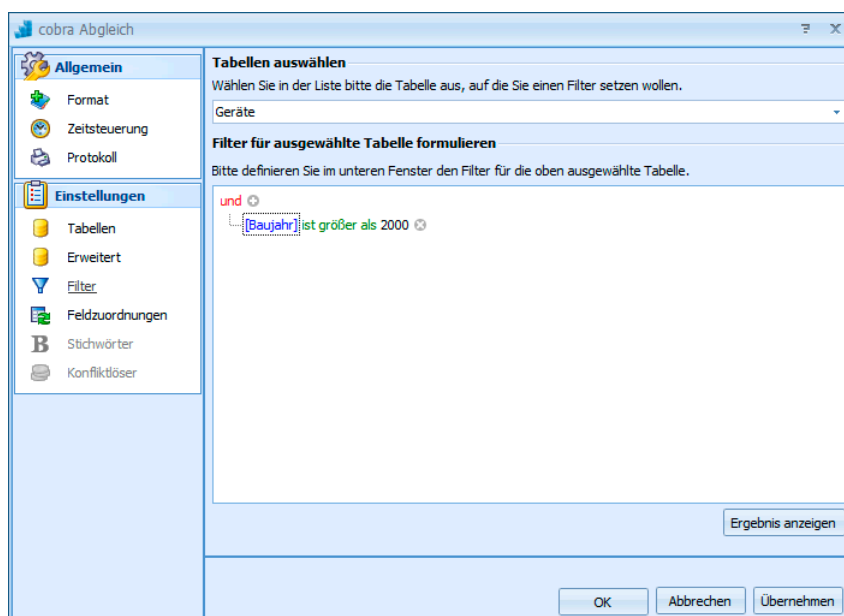 cobra Abgleich
Allgemein
Format
Zeitsteuerung
Protokoll
Einstellungen
Tabellen
Erweitert
Filter
Feldzuordnungen
B Stichwörter
Konfliktlöser
Tabellen auswählen
Wählen Sie in der Liste bitte die Tabelle aus, auf die Sie einen Filter setzen wollen.
Geräte
Filter für ausgewählte Tabelle formulieren
Bitte definieren Sie im unteren Fenster den Filter für die oben ausgewählte Tabelle.
und
[Baujahr] ist größer als 2000
Ergebnis anzeigen
OK Abbrechen Übernehmen